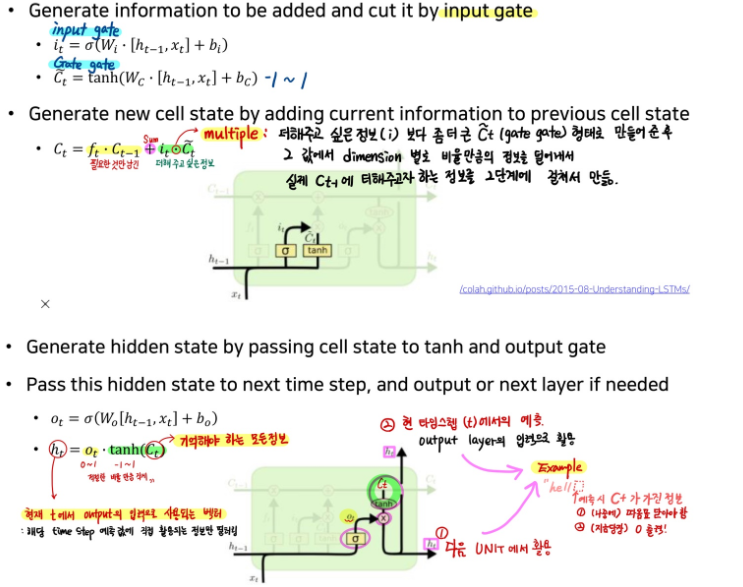 • Generate information to be added and cut it by input gate
input gate
• i_t = σ(W_i · [h_{t−1}, x_t] + b_i)
Gate gate
• C̃_t = tanh(W_C · [h_{t−1}, x_t] + b_C) -1 ~ 1
• Generate new cell state by adding current information to previous cell state
• C_t = f_t · C_{t−1} + i_t ⊙ C̃_t
Sum
필요한 것만 남긴
더해 주고 싶은정보
multiple : 더해주고 싶은정보(i) 보다 좀 더 큰 C̃t (gate gate) 형태로 만들어 준 후
그 값에서 dimension 별로 비율만큼의 정보를 덜어내서
실제 Ct-1 에 더해주고자 하는 정보를 2단계에 걸쳐서 만듦.
C_{t−1}
C_t
i_t
C̃_t
σ
σ
tanh
σ
h_{t−1}
x_t
/colah.github.io/posts/2015-08-Understanding-LSTMs/
×
• Generate hidden state by passing cell state to tanh and output gate
• Pass this hidden state to next time step, and output or next layer if needed
• o_t = σ(W_o[h_{t−1}, x_t] + b_o)
• h_t = o_t · tanh(C_t)
기억해야 하는 모든정보
0~1
-1~1
적절한 비율 만큼 곱해
현재 t에서 output의 입력으로 사용되는 벡터
: 해당 time step 예측값에 직접 활용되는 정보만 필터링
② 현 타임스텝 (t)에서의 예측.
output layer의 입력으로 활용
Example
"hell
예측시 Ct가 가진 정보
① (나중에) 따옴표 닫아야 함
② (지금당장) O 출력!
h_t
C_{t−1}
Ct
C_t
tanh
o_t
×
σ
h_{t−1}
x_t
①
h_t
다음 UNIT 에서 활용